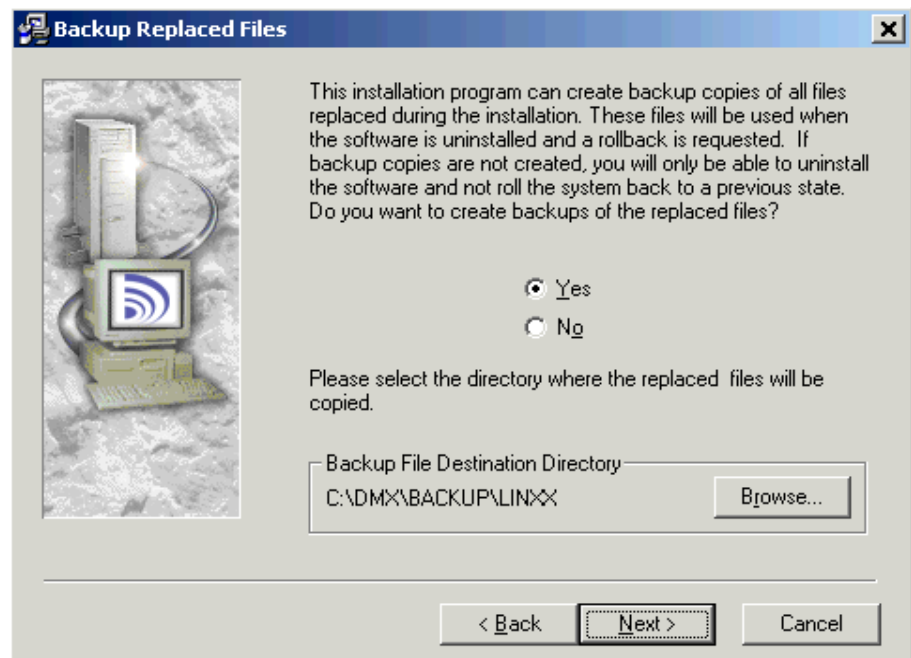 Backup Replaced Files
This installation program can create backup copies of all files
replaced during the installation. These files will be used when
the software is uninstalled and a rollback is requested.  If
backup copies are not created, you will only be able to uninstall
the software and not roll the system back to a previous state.
Do you want to create backups of the replaced files?
Yes
No
Please select the directory where the replaced  files will be
copied.
Backup File Destination Directory
C:\DMX\BACKUP\LINXX
Browse...
< Back
Next >
Cancel